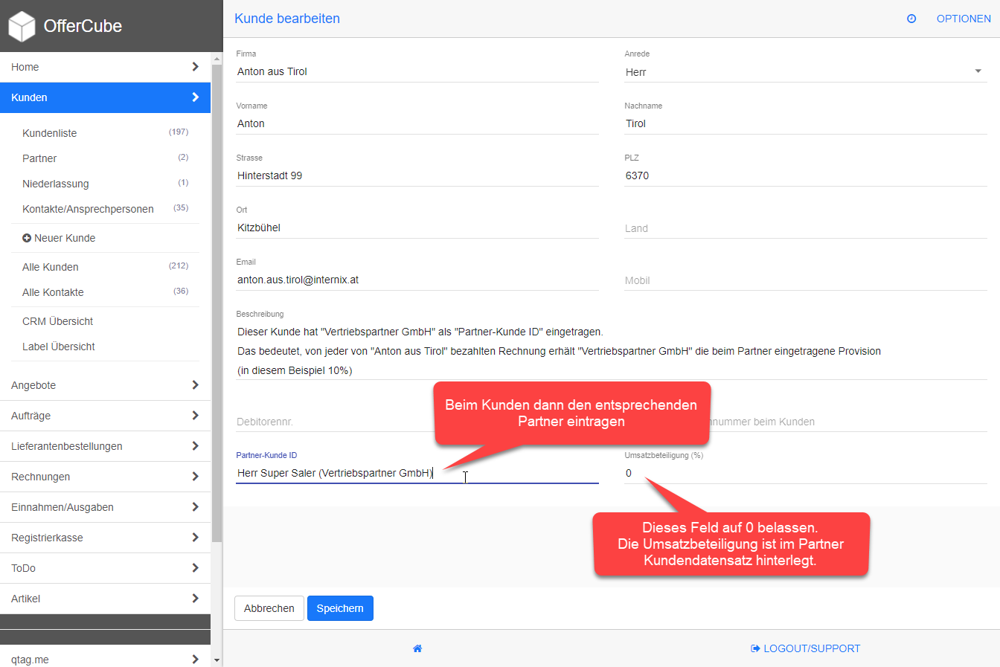 OfferCube
Home
Kunden
Kundenliste (197)
Partner (2)
Niederlassung (1)
Kontakte/Ansprechpersonen (35)
Neuer Kunde
Alle Kunden (212)
Alle Kontakte (36)
CRM Übersicht
Label Übersicht
Angebote
Aufträge
Lieferantenbestellungen
Rechnungen
Einnahmen/Ausgaben
Registrierkasse
ToDo
Artikel
qtag.me
Kunde bearbeiten
OPTIONEN
Firma
Anton aus Tirol
Anrede
Herr
Vorname
Anton
Nachname
Tirol
Strasse
Hinterstadt 99
PLZ
6370
Ort
Kitzbühel
Land
Email
anton.aus.tirol@internix.at
Mobil
Beschreibung
Dieser Kunde hat "Vertriebspartner GmbH" als "Partner-Kunde ID" eingetragen.
Das bedeutet, von jeder von "Anton aus Tirol" bezahlten Rechnung erhält "Vertriebspartner GmbH" die beim Partner eingetragene Provision
(in diesem Beispiel 10%)
Beim Kunden dann den entsprechenden
Partner eintragen
Debitorennr.
nnummer beim Kunden
Partner-Kunde ID
Herr Super Saler (Vertriebspartner GmbH)
Umsatzbeteiligung (%)
0
Dieses Feld auf 0 belassen.
Die Umsatzbeteiligung ist im Partner
Kundendatensatz hinterlegt.
Abbrechen
Speichern
LOGOUT/SUPPORT